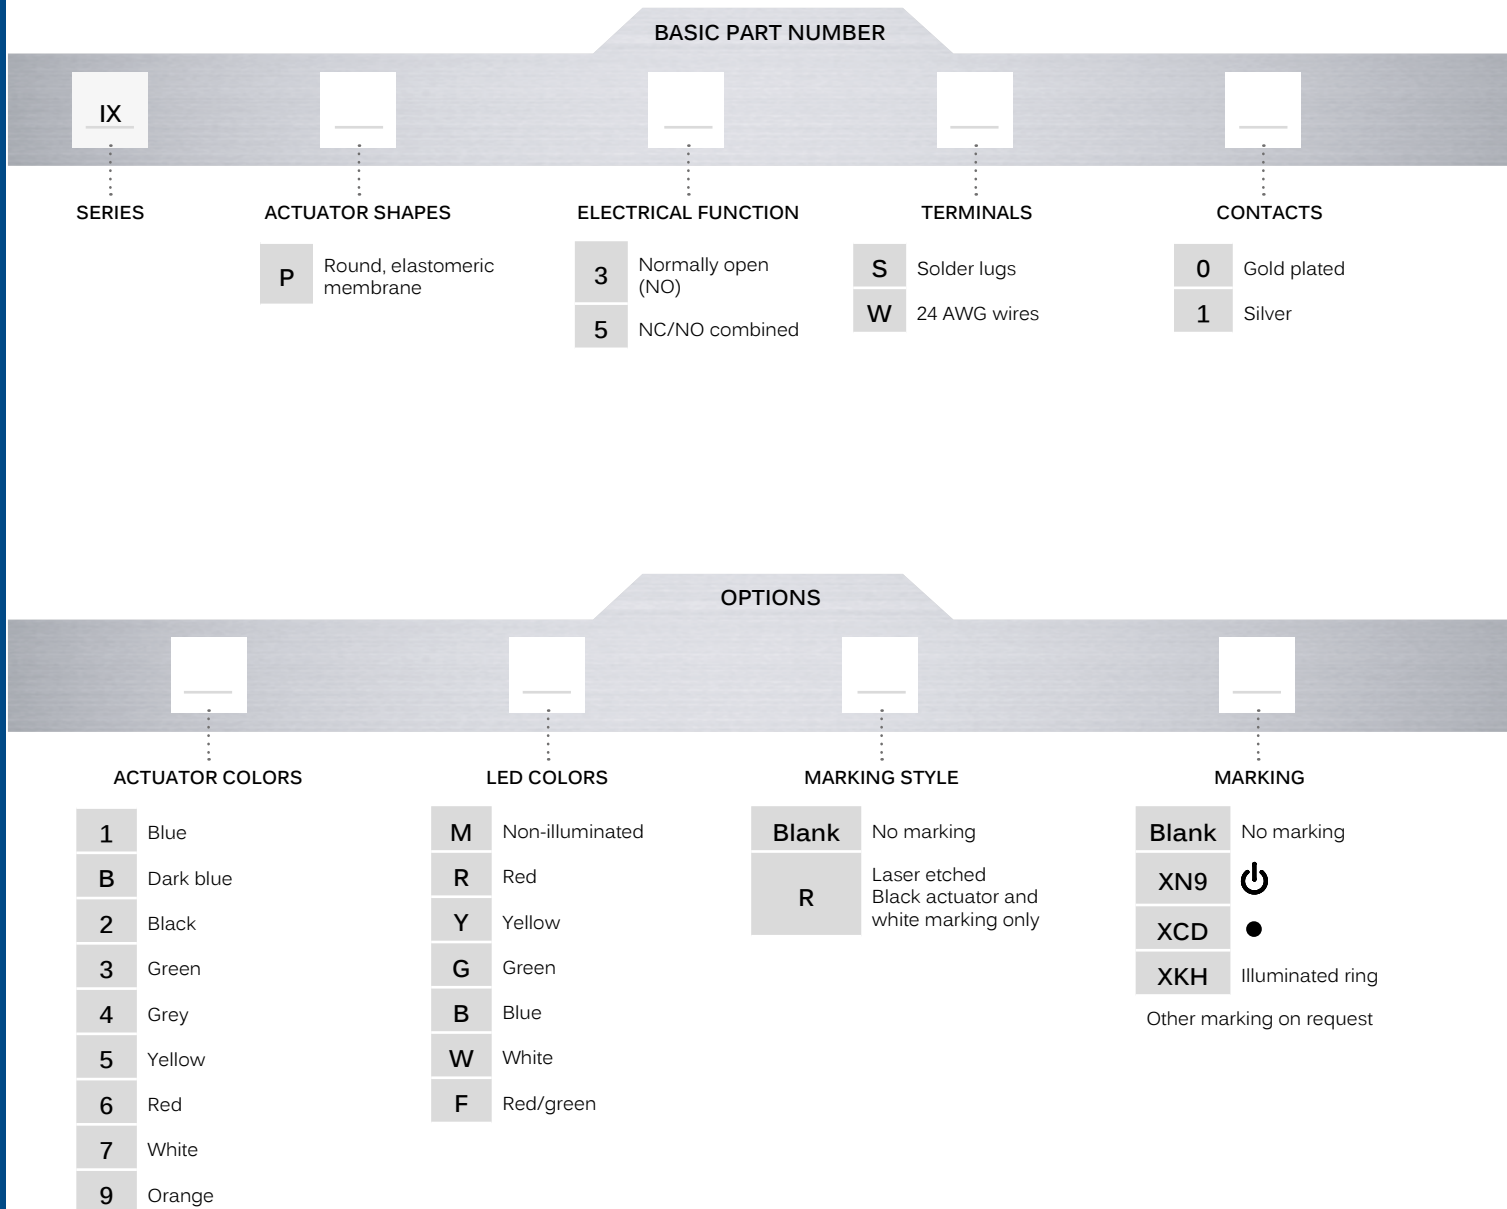 BASIC PART NUMBER
IX
SERIES
ACTUATOR SHAPES
P Round, elastomeric
membrane
ELECTRICAL FUNCTION
3 Normally open
(NO)
5 NC/NO combined
TERMINALS
S Solder lugs
W 24 AWG wires
CONTACTS
0 Gold plated
1 Silver
OPTIONS
ACTUATOR COLORS
1 Blue
B Dark blue
2 Black
3 Green
4 Grey
5 Yellow
6 Red
7 White
9 Orange
LED COLORS
M Non-illuminated
R Red
Y Yellow
G Green
B Blue
W White
F Red/green
MARKING STYLE
Blank No marking
R Laser etched
Black actuator and
white marking only
MARKING
Blank No marking
XN9
XCD
XKH Illuminated ring
Other marking on request